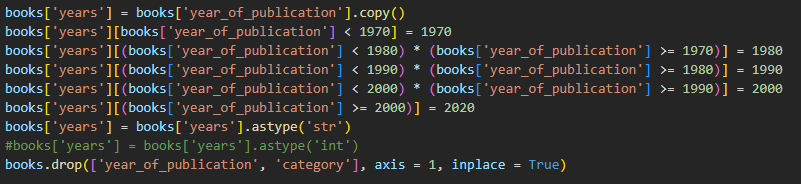 books['years'] = books['year_of_publication'].copy()
books['years'][books['year_of_publication'] < 1970] = 1970
books['years'][(books['year_of_publication'] < 1980) * (books['year_of_publication'] >= 1970)] = 1980
books['years'][(books['year_of_publication'] < 1990) * (books['year_of_publication'] >= 1980)] = 1990
books['years'][(books['year_of_publication'] < 2000) * (books['year_of_publication'] >= 1990)] = 2000
books['years'][(books['year_of_publication'] >= 2000)] = 2020
books['years'] = books['years'].astype('str')
#books['years'] = books['years'].astype('int')
books.drop(['year_of_publication', 'category'], axis = 1, inplace = True)